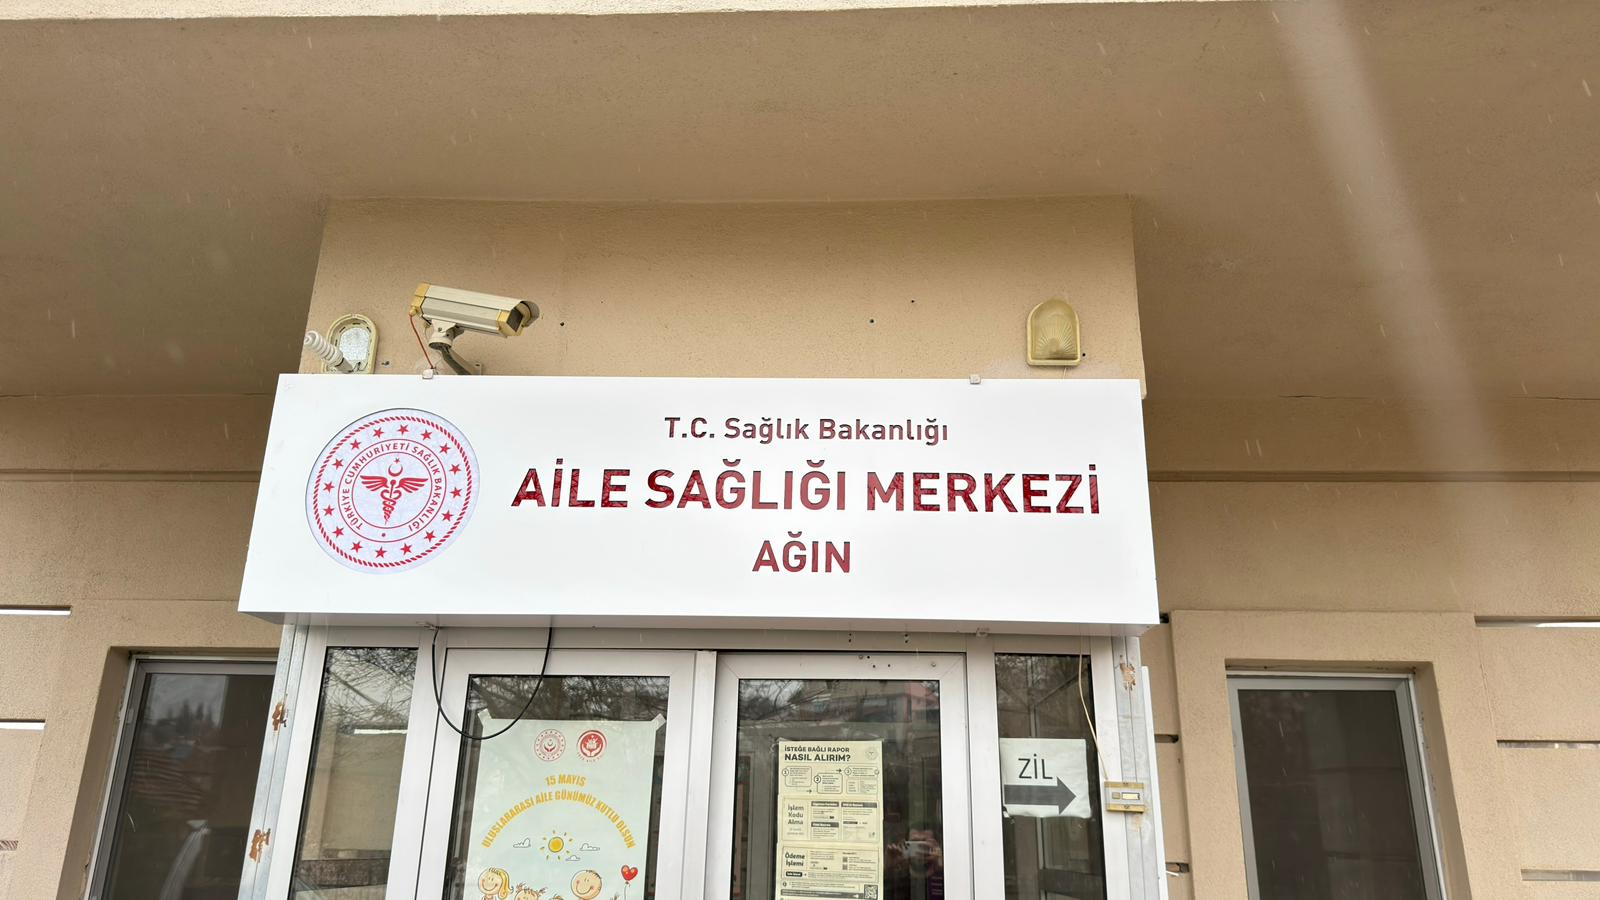 T.C. Sağlık Bakanlığı
AİLE SAĞLIĞI MERKEZİ
AĞIN
TÜRKİYE CUMHURİYETİ SAĞLIK BAKANLIĞI
15 MAYIS
ULUSLARARASI AİLE GÜNÜMÜZ KUTLU OLSUN
İSTEĞE BAĞLI RAPOR
NASIL ALIRIM?
İşlem
Kodu
Alma
Ödeme
İşlemi
ZİL